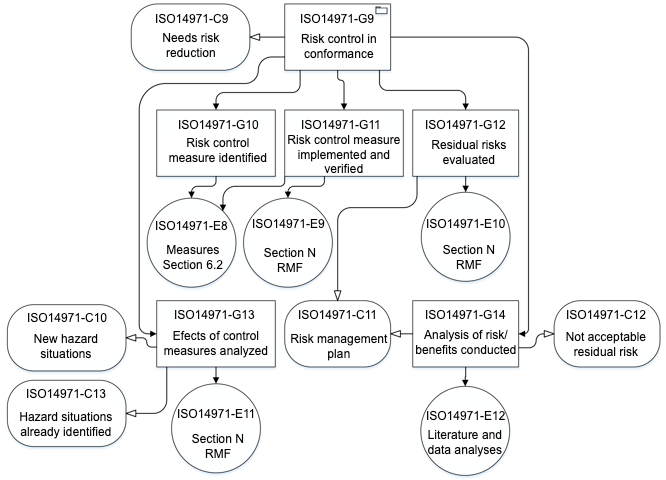 ISO14971-C9
Needs risk
reduction
ISO14971-G9
Risk control in
conformance
ISO14971-G10
Risk control
measure identified
ISO14971-G11
Risk control measure
implemented and
verified
ISO14971-G12
Residual risks
evaluated
ISO14971-E8
Measures
Section 6.2
ISO14971-E9
Section N
RMF
ISO14971-E10
Section N
RMF
ISO14971-C10
New hazard
situations
ISO14971-G13
Effects of control
measures analyzed
ISO14971-C11
Risk management
plan
ISO14971-G14
Analysis of risk/
benefits conducted
ISO14971-C12
Not acceptable
residual risk
ISO14971-C13
Hazard situations
already identified
ISO14971-E11
Section N
RMF
ISO14971-E12
Literature and
data analyses